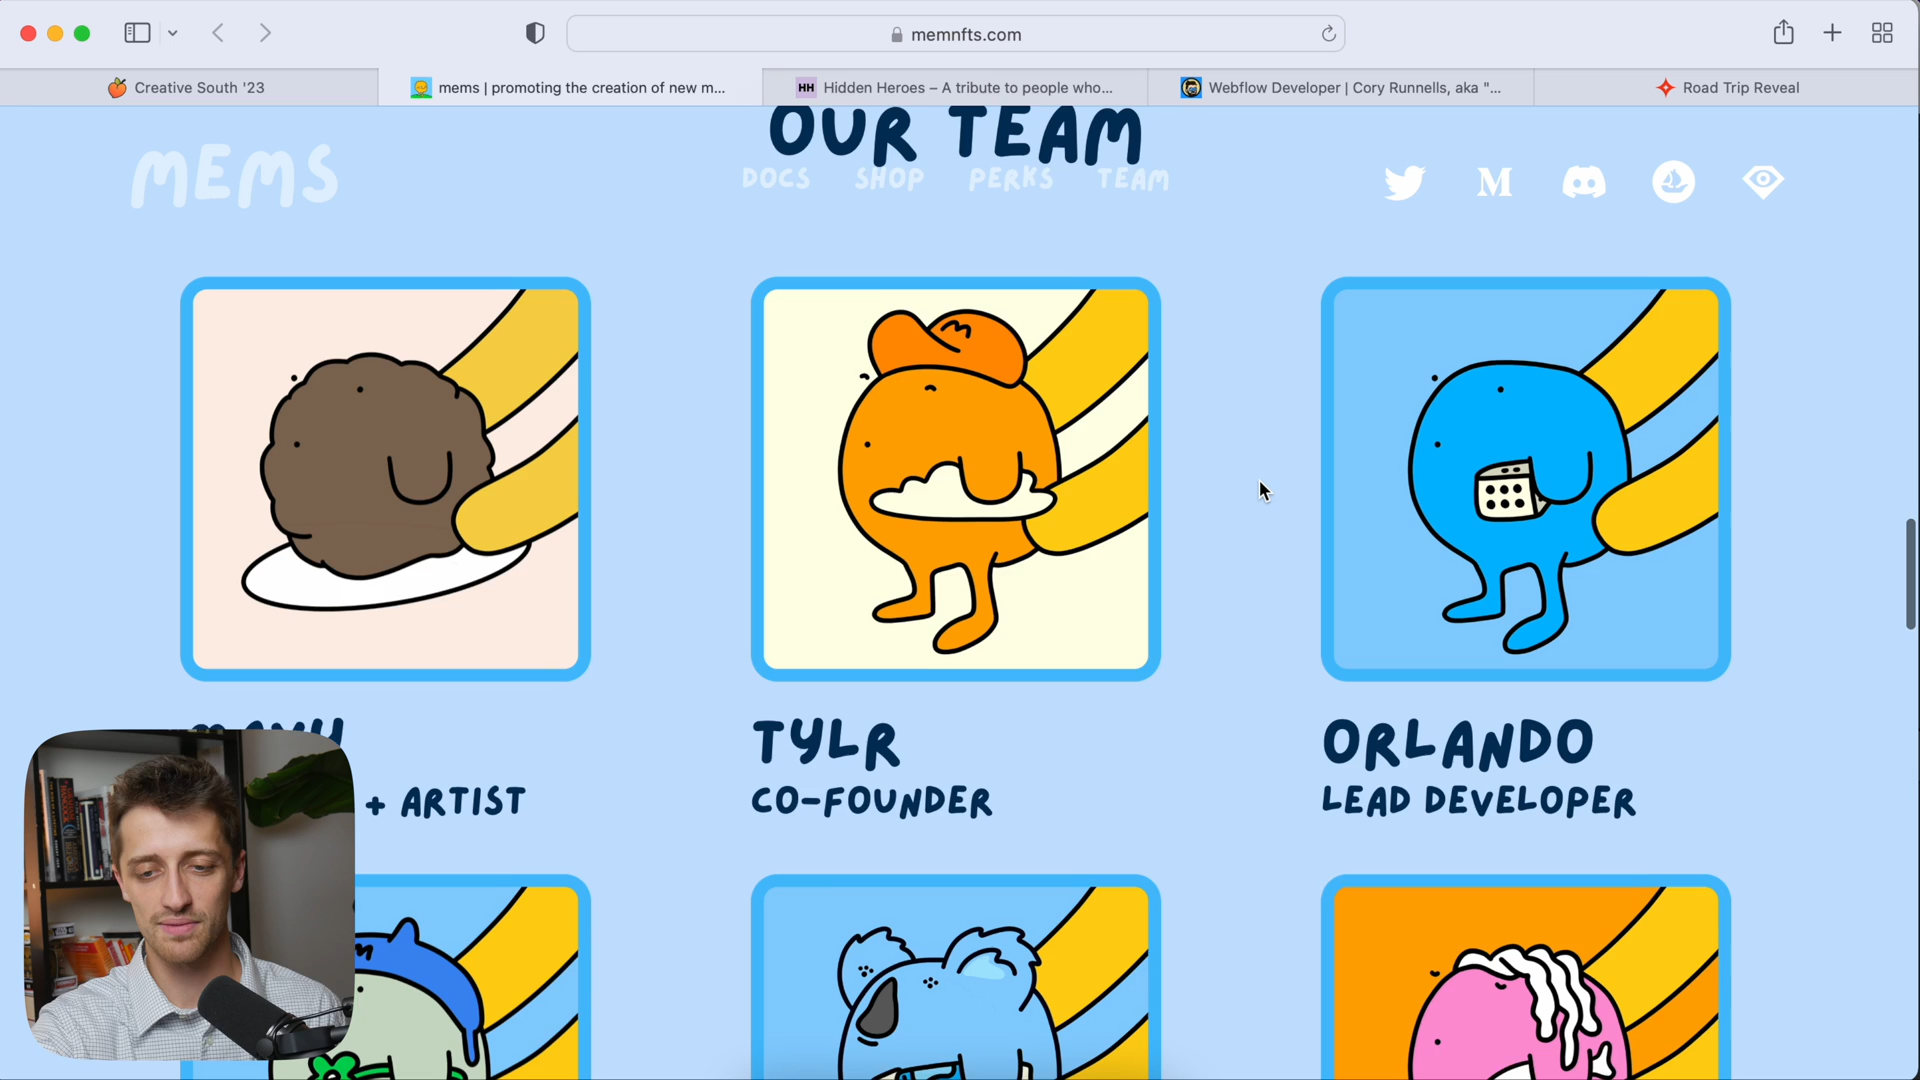 memnfts.com
Creative South '23
mems | promoting the creation of new m...
HH Hidden Heroes – A tribute to people who...
Webflow Developer | Cory Runnells, aka "...
Road Trip Reveal
OUR TEAM
MEMS
DOCS SHOP PERKS TEAM
M
TYLR
ORLANDO
+ ARTIST
CO-FOUNDER
LEAD DEVELOPER